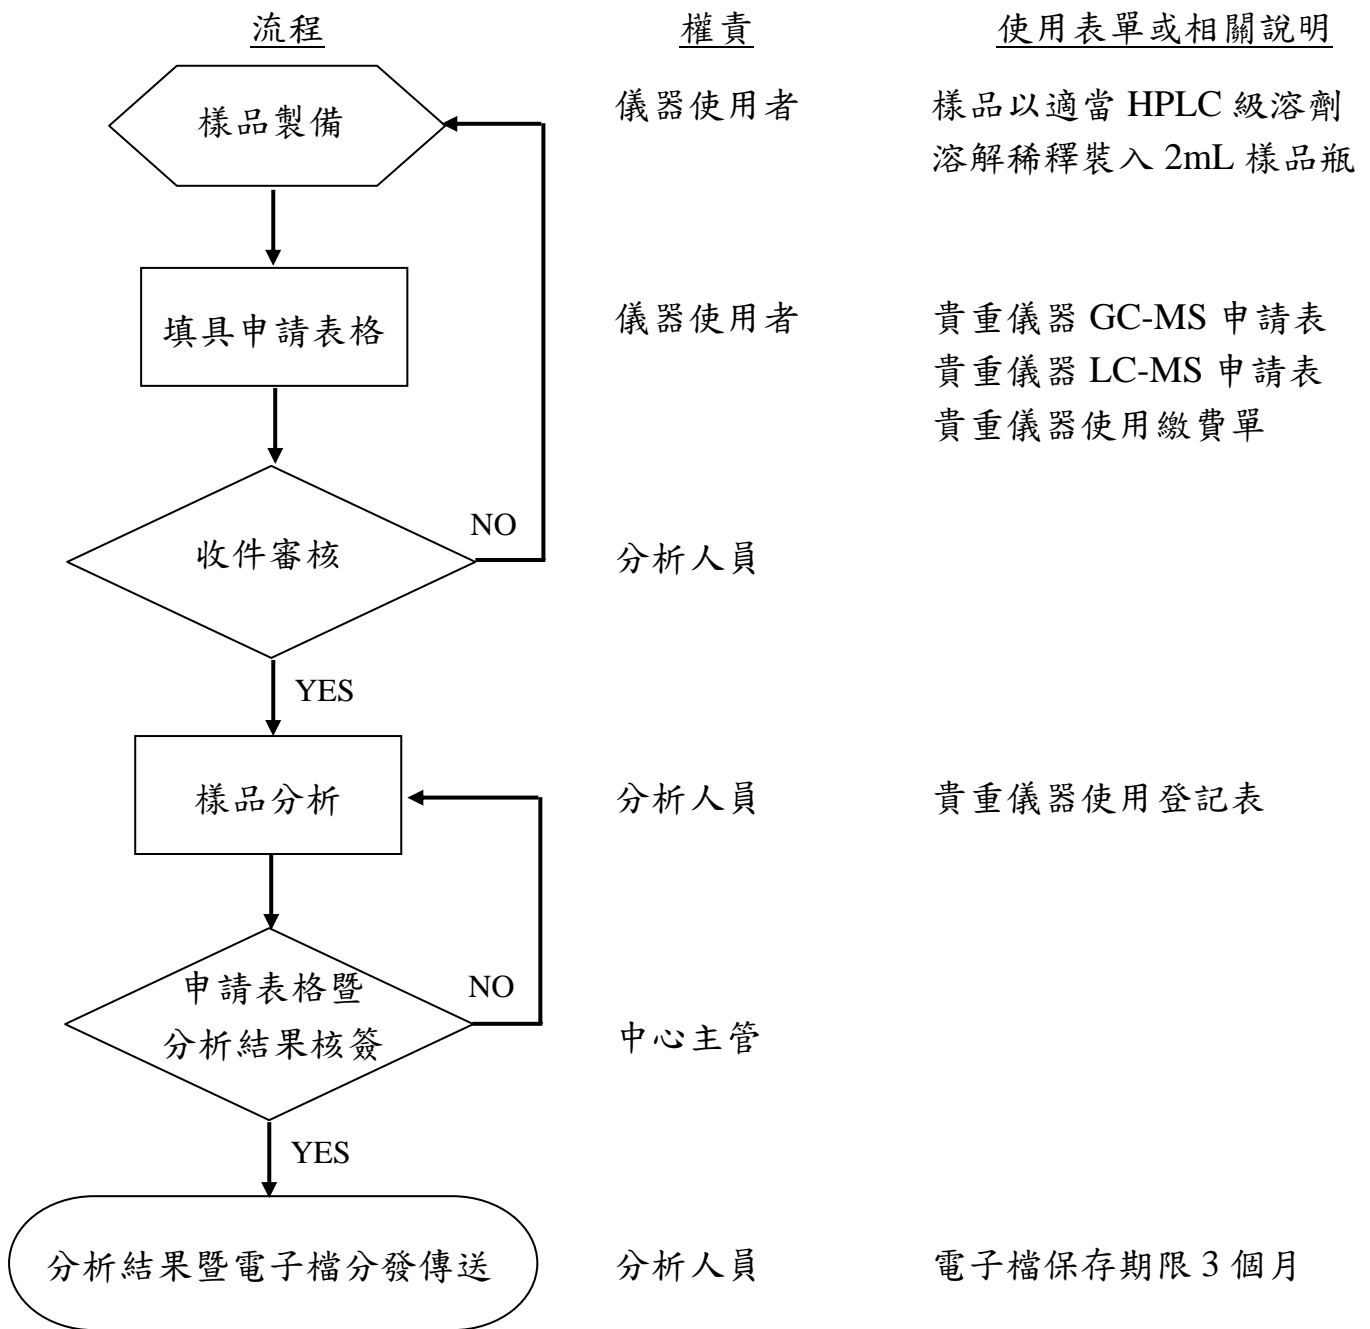 流程 權責 使用表單或相關說明
樣品製備 儀器使用者 樣品以適當 HPLC 級溶劑
溶解稀釋裝入 2mL 樣品瓶
填具申請表格 儀器使用者 貴重儀器 GC-MS 申請表
貴重儀器 LC-MS 申請表
貴重儀器使用繳費單
NO
收件審核 分析人員
YES
樣品分析 分析人員 貴重儀器使用登記表
申請表格暨 NO
分析結果核簽 中心主管
YES
分析結果暨電子檔分發傳送 分析人員 電子檔保存期限 3 個月